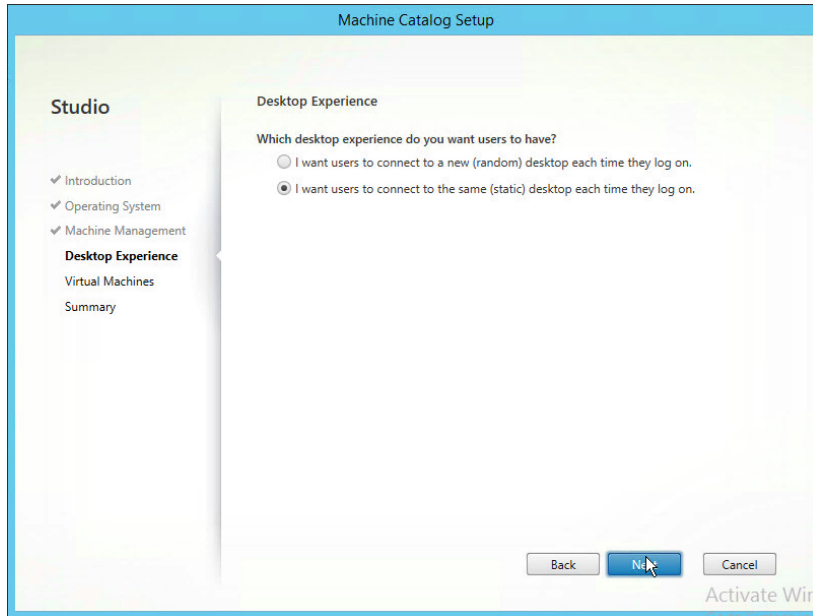 Machine Catalog Setup
Studio
Introduction
Operating System
Machine Management
Desktop Experience
Virtual Machines
Summary
Desktop Experience
Which desktop experience do you want users to have?
I want users to connect to a new (random) desktop each time they log on.
I want users to connect to the same (static) desktop each time they log on.
Back
Cancel
Activate